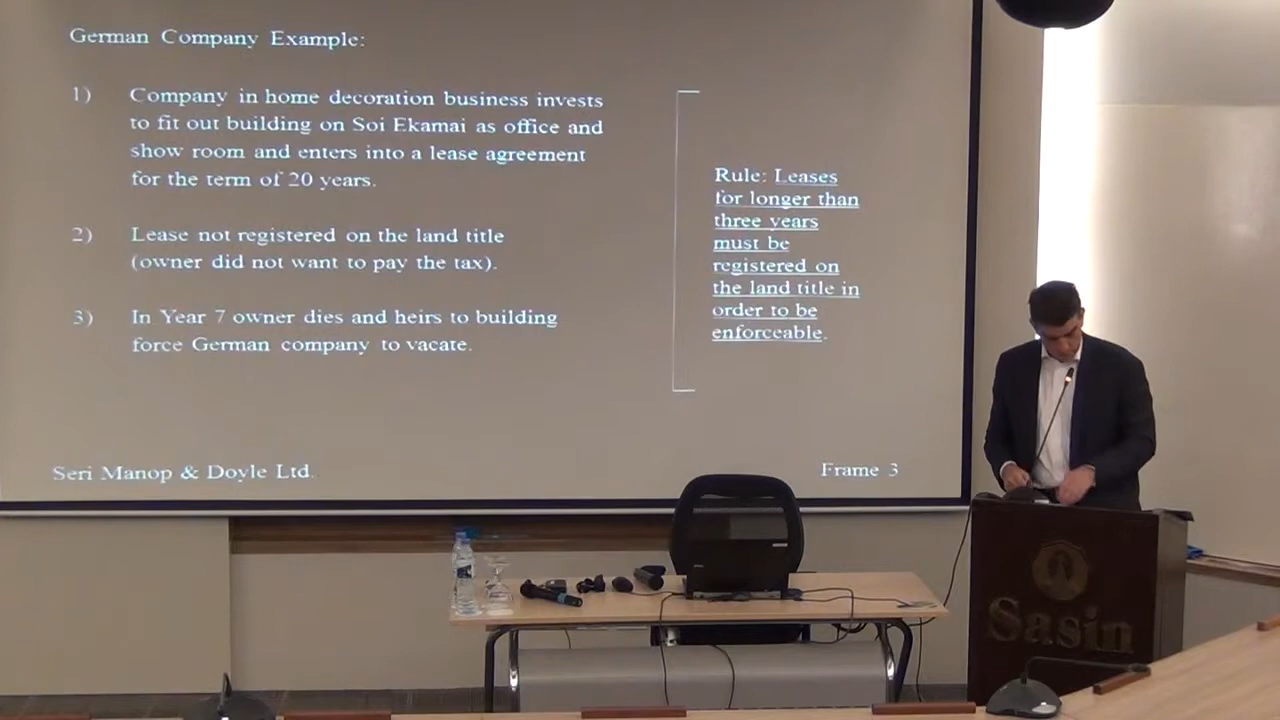 German Company Example:
1) Company in home decoration business invests
to fit out building on Soi Ekamai as office and
show room and enters into a lease agreement
for the term of 20 years.
2) Lease not registered on the land title
(owner did not want to pay the tax).
3) In Year 7 owner dies and heirs to building
force German company to vacate.
Rule: Leases
for longer than
three years
must be
registered on
the land title in
order to be
enforceable.
Seri Manop & Doyle Ltd.
Frame 3
Sasin